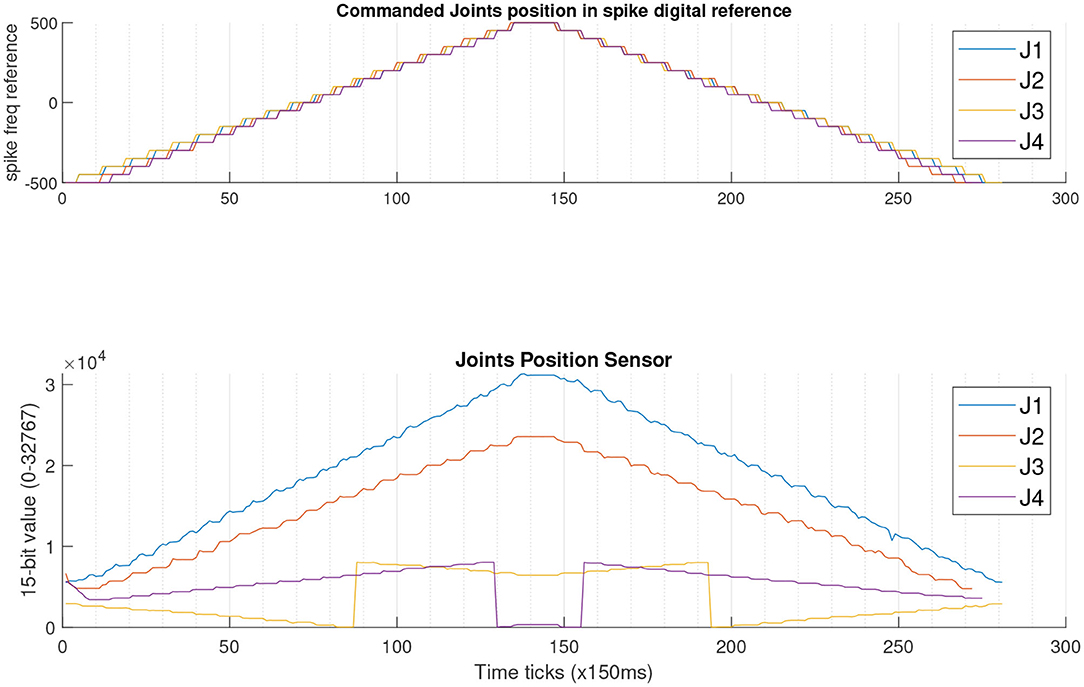 Commanded Joints position in spike digital reference
spike freq reference
500
0
-500
0 50 100 150 200 250 300
J1
J2
J3
J4
Joints Position Sensor
×10⁴
15-bit value (0-32767)
3
2
1
0
0 50 100 150 200 250 300
J1
J2
J3
J4
Time ticks (x150ms)